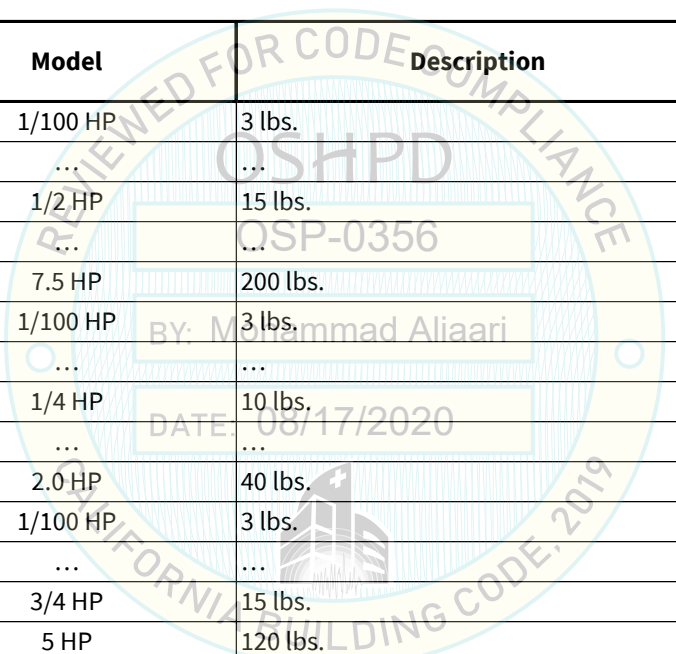 Model Description
1/100 HP 3 lbs.
... ...
1/2 HP 15 lbs.
... ...
7.5 HP 200 lbs.
1/100 HP 3 lbs.
... ...
1/4 HP 10 lbs.
... ...
2.0 HP 40 lbs.
1/100 HP 3 lbs.
... ...
3/4 HP 15 lbs.
5 HP 120 lbs.
REVIEWED FOR CODE COMPLIANCE
OSHPD
OSP-0356
BY: Mohammad Aliaari
DATE: 08/17/2020
CALIFORNIA BUILDING CODE, 2019